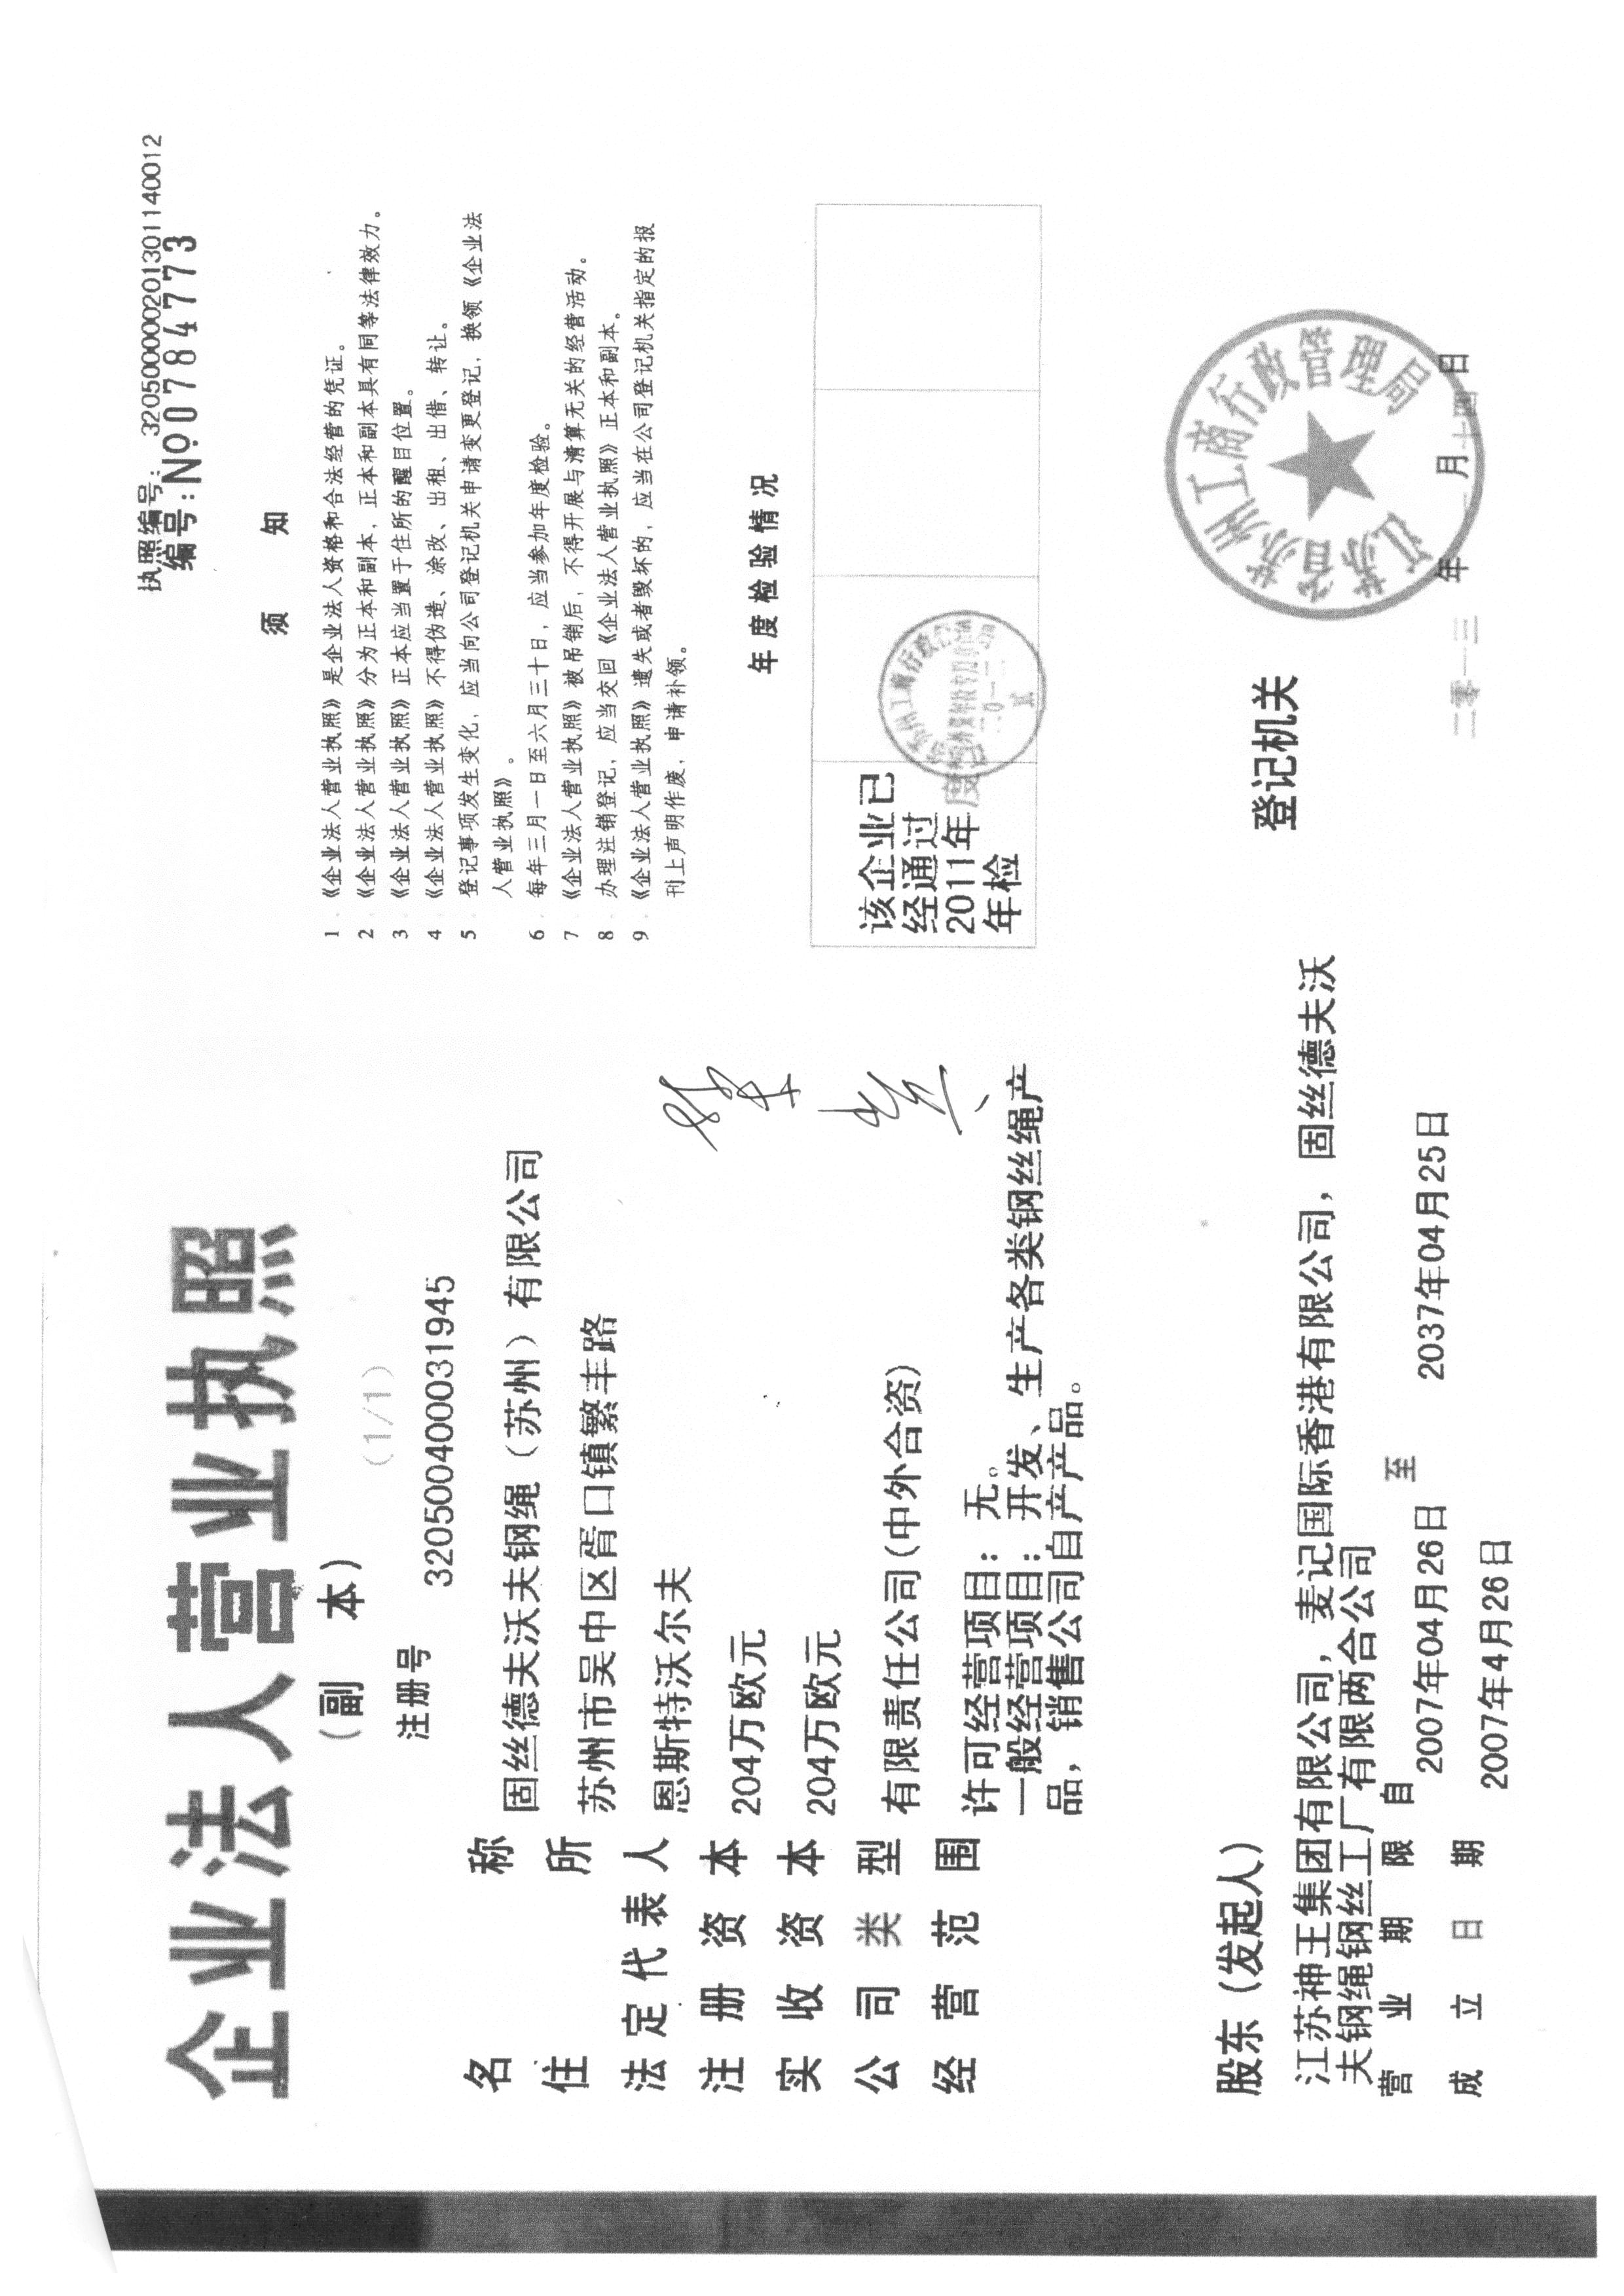 企业法人营业执照
（副 本）
（1/1）
注册号
320500400031945
名 称 固丝德夫沃夫钢绳（苏州）有限公司
住 所 苏州市吴中区胥口镇繁丰路
法定代表人 恩斯特沃尔夫
注册资本 204万欧元
实收资本 204万欧元
公司类型 有限责任公司(中外合资)
经营范围 许可经营项目：无。
一般经营项目：开发、生产各类钢丝绳产
品，销售公司自产产品。
股东（发起人）
江苏神王集团有限公司，麦记国际香港有限公司，固丝德夫沃
夫钢绳钢丝工厂有限两合公司
营业期限 自 2007年04月26日 至 2037年04月25日
成立日期 2007年4月26日
执照编号：320500000201301140012
编号:No.0784773
须 知
1.《企业法人营业执照》是企业法人资格和合法经营的凭证。
2.《企业法人营业执照》分为正本和副本，正本和副本具有同等法律效力。
3.《企业法人营业执照》正本应当置于住所的醒目位置。
4.《企业法人营业执照》不得伪造、涂改、出租、出借、转让。
5.登记事项发生变化，应当向公司登记机关申请变更登记，换领《企业法
人营业执照》。
6.每年三月一日至六月三十日，应当参加年度检验。
7.《企业法人营业执照》被吊销后，不得开展与清算无关的经营活动。
8.办理注销登记，应当交回《企业法人营业执照》正本和副本。
9.《企业法人营业执照》遗失或者毁坏的，应当在公司登记机关指定的报
刊上声明作废，申请补领。
年度检验情况
该企业已
经通过
2011年度
年检
登记机关
江苏省苏州工商行政管理局
二零一三 年 一 月 十四 日